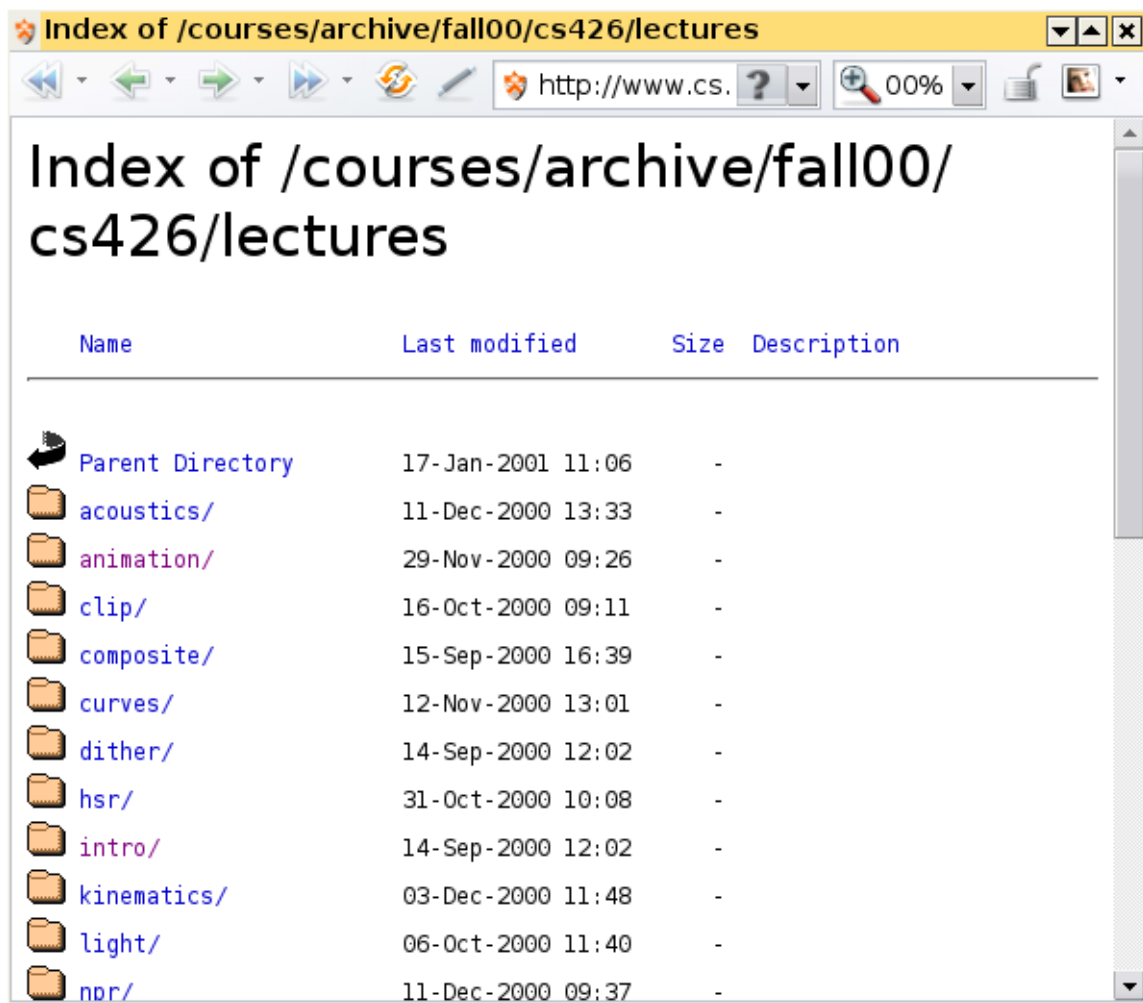 Index of /courses/archive/fall00/cs426/lectures
http://www.cs. ? 00%
Index of /courses/archive/fall00/
cs426/lectures
Name Last modified Size Description
Parent Directory 17-Jan-2001 11:06 -
acoustics/ 11-Dec-2000 13:33 -
animation/ 29-Nov-2000 09:26 -
clip/ 16-Oct-2000 09:11 -
composite/ 15-Sep-2000 16:39 -
curves/ 12-Nov-2000 13:01 -
dither/ 14-Sep-2000 12:02 -
hsr/ 31-Oct-2000 10:08 -
intro/ 14-Sep-2000 12:02 -
kinematics/ 03-Dec-2000 11:48 -
light/ 06-Oct-2000 11:40 -
npr/ 11-Dec-2000 09:37 -